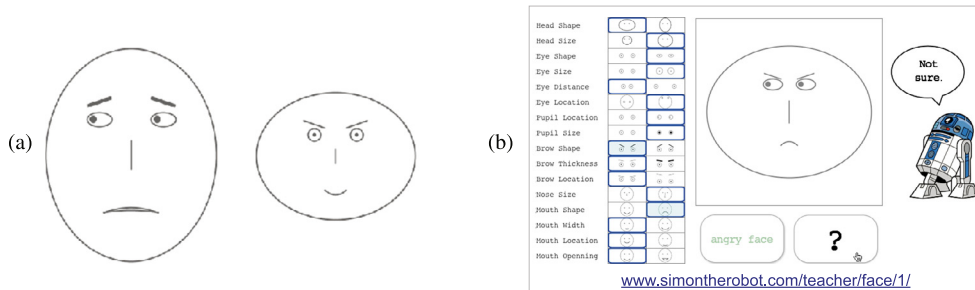 (a)
(b)
Head Shape
Head Size
Eye Shape
Eye Size
Eye Distance
Eye Location
Pupil Location
Pupil Size
Brow Shape
Brow Thickness
Brow Location
Nose Size
Mouth Shape
Mouth Width
Mouth Location
Mouth Openning
Not
sure.
angry face
?
www.simontherobot.com/teacher/face/1/